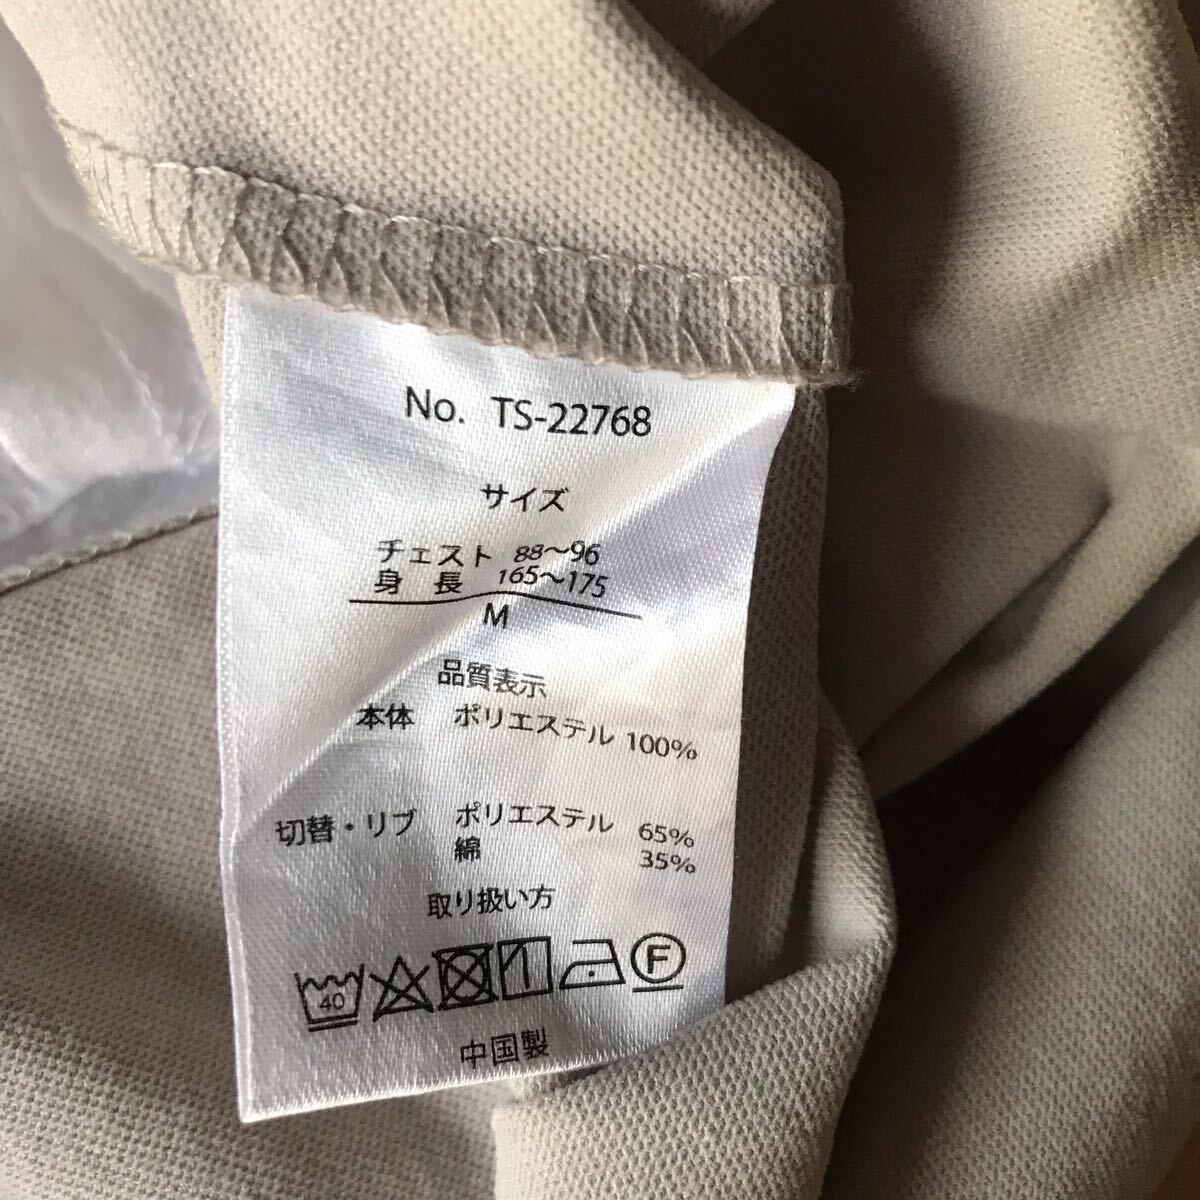 No. TS-22768
サイズ
チェスト 88～96
身 長 165～175
M
品質表示
本体 ポリエステル 100%
切替・リブ ポリエステル 65%
綿 35%
取り扱い方
40 F
中国製